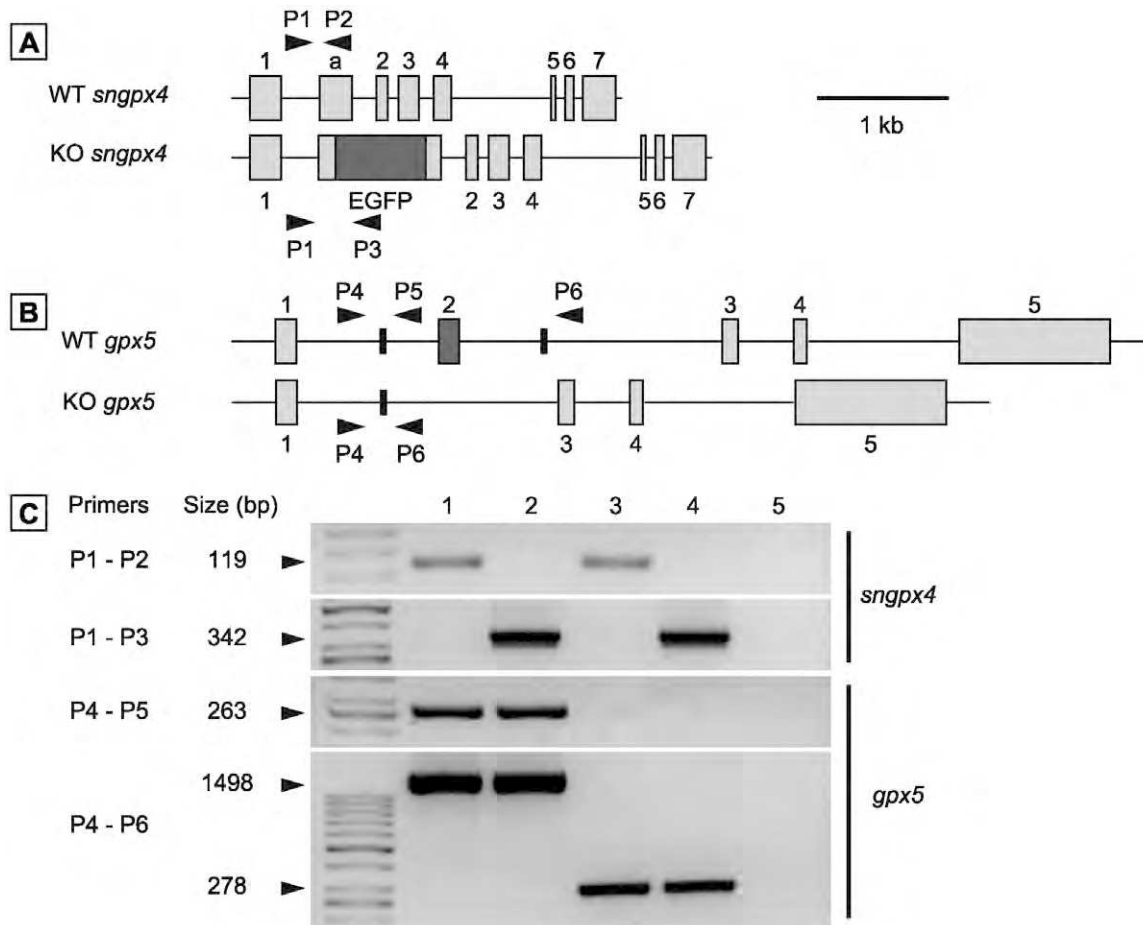 A
P1 P2
1 a 2 3 4 5 6 7
WT sngpx4
1 kb
KO sngpx4
1 EGFP 2 3 4 5 6 7
P1 P3
B
P4 P5 P6
1 2 3 4 5
WT gpx5
KO gpx5
1 P4 P6 3 4 5
C Primers Size (bp) 1 2 3 4 5
P1 - P2 119
sngpx4
P1 - P3 342
P4 - P5 263
1498
gpx5
P4 - P6
278